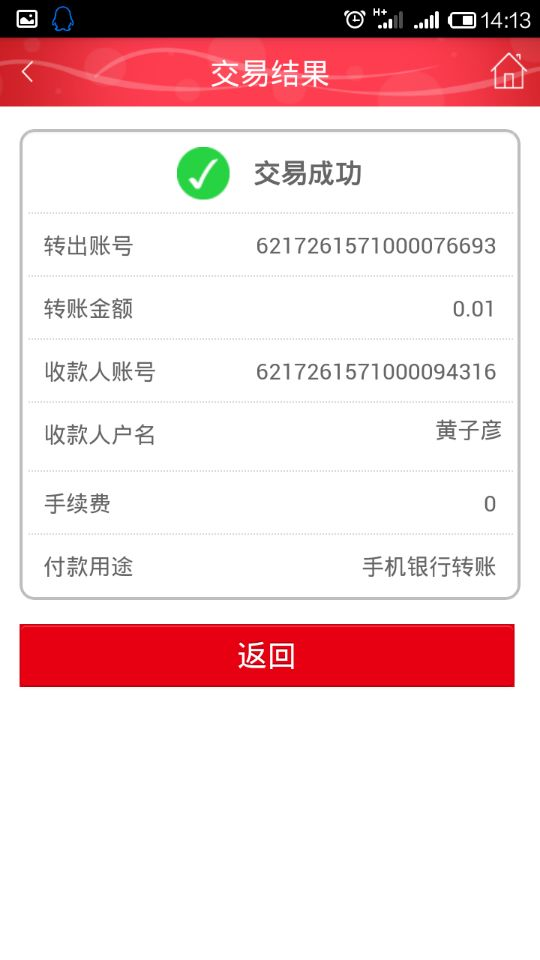 H+ 14:13
交易结果
交易成功
转出账号 6217261571000076693
转账金额 0.01
收款人账号 6217261571000094316
收款人户名 黄子彦
手续费 0
付款用途 手机银行转账
返回